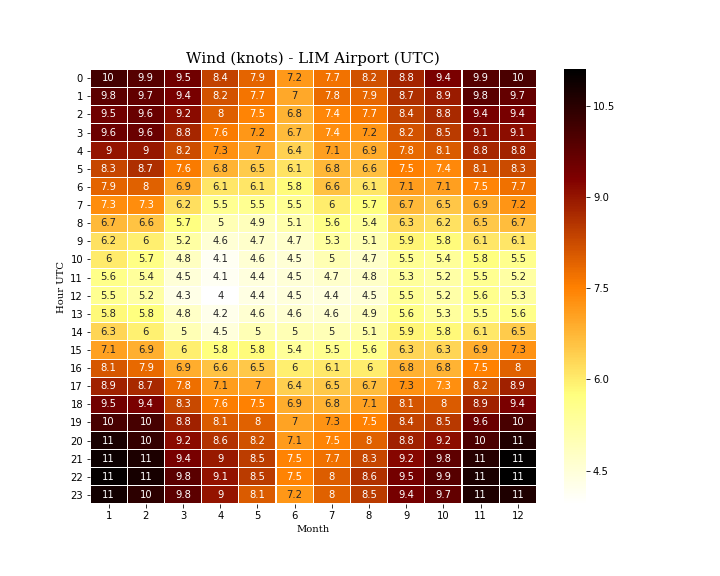 Wind (knots) - LIM Airport (UTC)
0 10 9.9 9.5 8.4 7.9 7.2 7.7 8.2 8.8 9.4 9.9 10
1 9.8 9.7 9.4 8.2 7.7 7 7.8 7.9 8.7 8.9 9.8 9.7
2 9.5 9.6 9.2 8 7.5 6.8 7.4 7.7 8.4 8.8 9.4 9.4
3 9.6 9.6 8.8 7.6 7.2 6.7 7.4 7.2 8.2 8.5 9.1 9.1
4 9 9 8.2 7.3 7 6.4 7.1 6.9 7.8 8.1 8.8 8.8
5 8.3 8.7 7.6 6.8 6.5 6.1 6.8 6.6 7.5 7.4 8.1 8.3
6 7.9 8 6.9 6.1 6.1 5.8 6.6 6.1 7.1 7.1 7.5 7.7
7 7.3 7.3 6.2 5.5 5.5 5.5 6 5.7 6.7 6.5 6.9 7.2
8 6.7 6.6 5.7 5 4.9 5.1 5.6 5.4 6.3 6.2 6.5 6.7
9 6.2 6 5.2 4.6 4.7 4.7 5.3 5.1 5.9 5.8 6.1 6.1
10 6 5.7 4.8 4.1 4.6 4.5 5 4.7 5.5 5.4 5.8 5.5
11 5.6 5.4 4.5 4.1 4.4 4.5 4.7 4.8 5.3 5.2 5.5 5.2
12 5.5 5.2 4.3 4 4.4 4.5 4.4 4.5 5.5 5.2 5.6 5.3
13 5.8 5.8 4.8 4.2 4.6 4.6 4.6 4.9 5.6 5.3 5.5 5.6
14 6.3 6 5 4.5 5 5 5 5.1 5.9 5.8 6.1 6.5
15 7.1 6.9 6 5.8 5.8 5.4 5.5 5.6 6.3 6.3 6.9 7.3
16 8.1 7.9 6.9 6.6 6.5 6 6.1 6 6.8 6.8 7.5 8
17 8.9 8.7 7.8 7.1 7 6.4 6.5 6.7 7.3 7.3 8.2 8.9
18 9.5 9.4 8.3 7.6 7.5 6.9 6.8 7.1 8.1 8 8.9 9.4
19 10 10 8.8 8.1 8 7 7.3 7.5 8.4 8.5 9.6 10
20 11 10 9.2 8.6 8.2 7.1 7.5 8 8.8 9.2 10 11
21 11 11 9.4 9 8.5 7.5 7.7 8.3 9.2 9.8 11 11
22 11 11 9.8 9.1 8.5 7.5 8 8.6 9.5 9.9 11 11
23 11 10 9.8 9 8.1 7.2 8 8.5 9.4 9.7 11 11
1 2 3 4 5 6 7 8 9 10 11 12
Month
Hour UTC
10.5
9.0
7.5
6.0
4.5